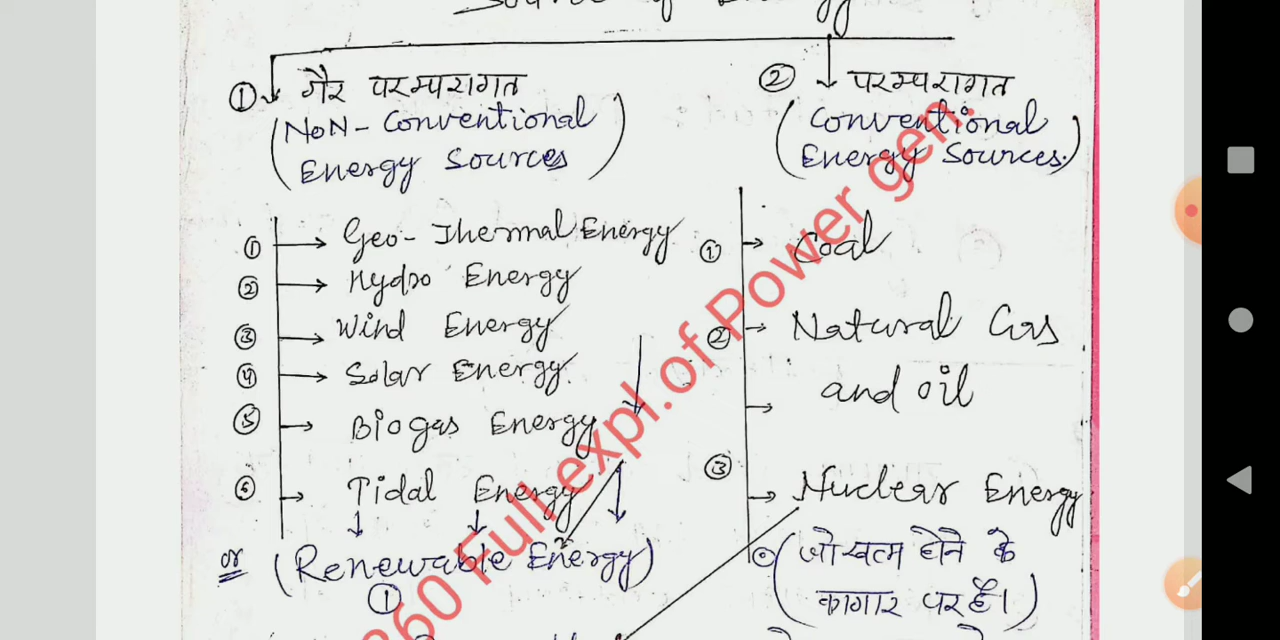 Source of Energy
① गैर परम्परागत
(NoN-Conventional
Energy Sources)
① → Geo-Thermal Energy
② → Hydro Energy
③ → Wind Energy
④ → Solar Energy
⑤ → Biogas Energy
⑥ → Tidal Energy
or (Renewable Energy)
①
② परम्परागत
(Conventional
Energy Sources.)
① → Coal
② → Natural Gas
→ and oil
③ → Nuclear Energy
(जो खत्म होने के
कागार पर है।)
360 Full expl.of Power gen.